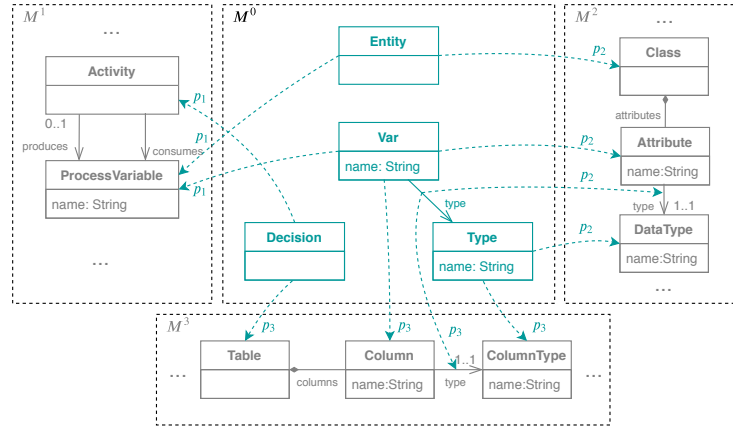 M¹
M⁰
M²
...
Entity
...
Class
Activity
p₁
p₂
0..1
produces
consumes
p₁
attributes
Var
name: String
p₂
Attribute
name:String
ProcessVariable
name: String
p₁
p₂
type
type
1..1
Decision
Type
name: String
p₂
DataType
name:String
...
...
M³
p₃
p₃
p₃
p₃
Table
Column
name:String
1..1
ColumnType
name:String
...
columns
type
...